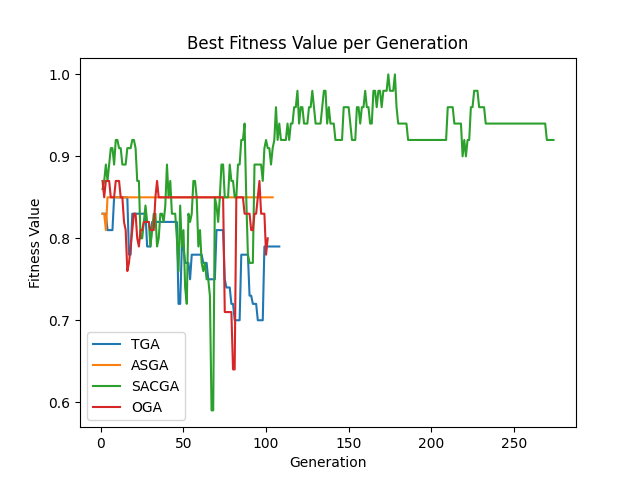 Best Fitness Value per Generation
1.0
0.9
0.8
0.7
0.6
Fitness Value
TGA
ASGA
SACGA
OGA
0 50 100 150 200 250
Generation